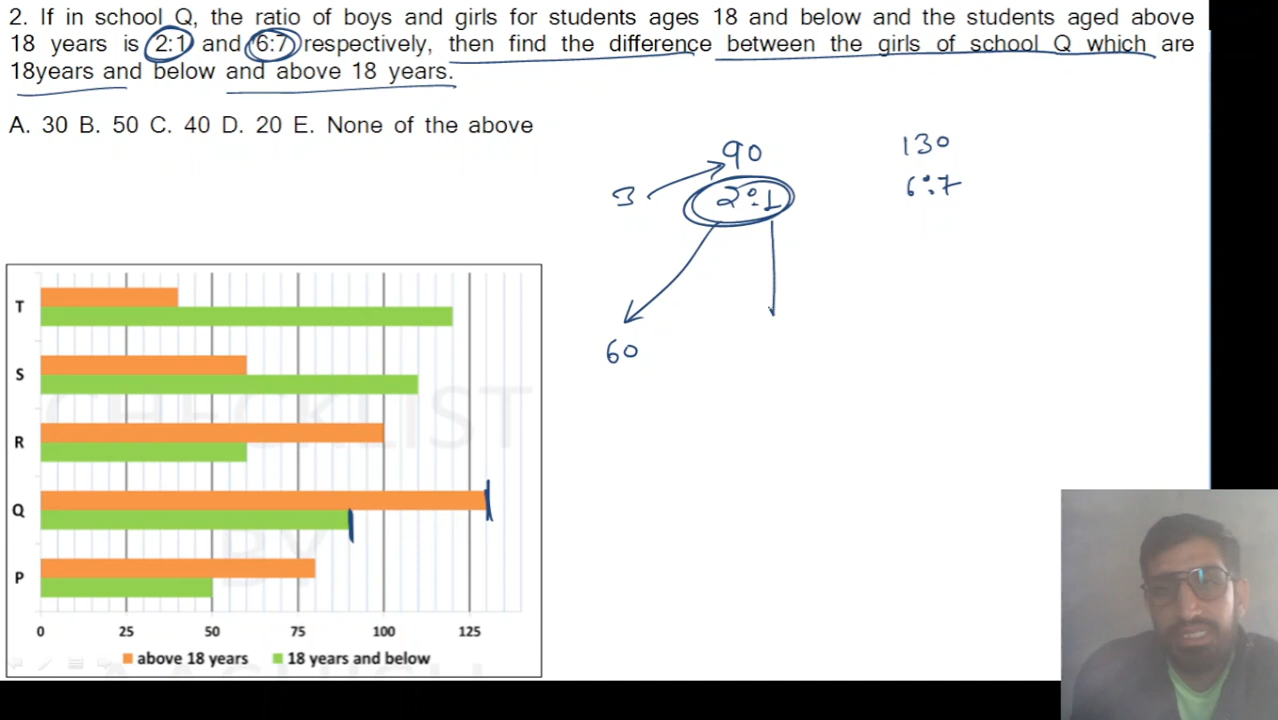 2. If in school Q, the ratio of boys and girls for students ages 18 and below and the students aged above
18 years is 2:1 and 6:7 respectively, then find the difference between the girls of school Q which are
18years and below and above 18 years.
A. 30 B. 50 C. 40 D. 20 E. None of the above
90
130
3
2:1
6:7
60
T
S
R
Q
P
CHECKLIST
BY
0 25 50 75 100 125
above 18 years 18 years and below